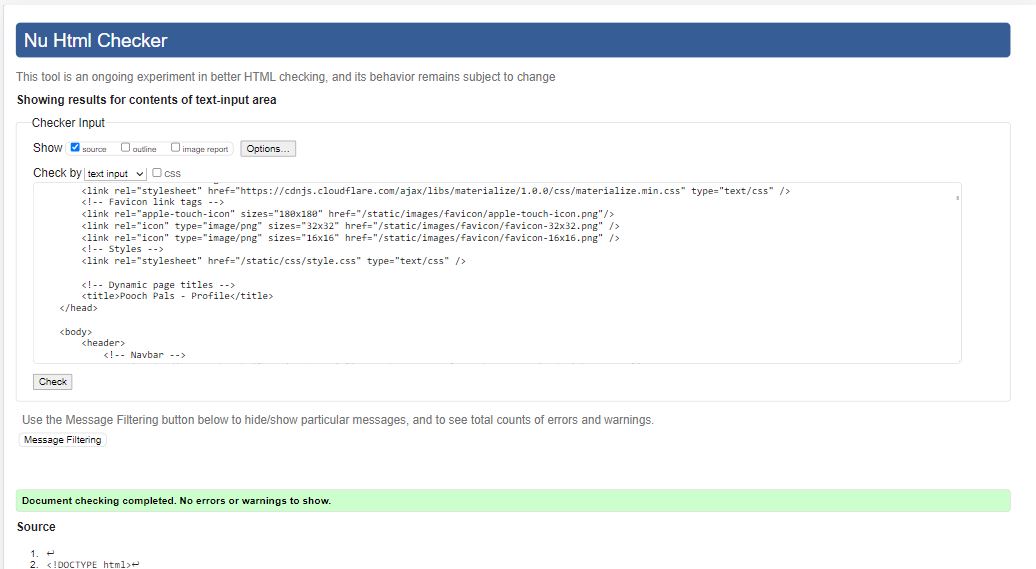 Nu Html Checker
This tool is an ongoing experiment in better HTML checking, and its behavior remains subject to change
Showing results for contents of text-input area
Checker Input
Show source outline image report Options...
Check by text input css
<link rel="stylesheet" href="https://cdnjs.cloudflare.com/ajax/libs/materialize/1.0.0/css/materialize.min.css" type="text/css" />
<!-- Favicon link tags -->
<link rel="apple-touch-icon" sizes="180x180" href="/static/images/favicon/apple-touch-icon.png"/>
<link rel="icon" type="image/png" sizes="32x32" href="/static/images/favicon/favicon-32x32.png" />
<link rel="icon" type="image/png" sizes="16x16" href="/static/images/favicon/favicon-16x16.png" />
<!-- Styles -->
<link rel="stylesheet" href="/static/css/style.css" type="text/css" />
<!-- Dynamic page titles -->
<title>Pooch Pals - Profile</title>
</head>
<body>
<header>
<!-- Navbar -->
Check
Use the Message Filtering button below to hide/show particular messages, and to see total counts of errors and warnings.
Message Filtering
Document checking completed. No errors or warnings to show.
Source
1. ↩
2. <!DOCTYPE html>↩